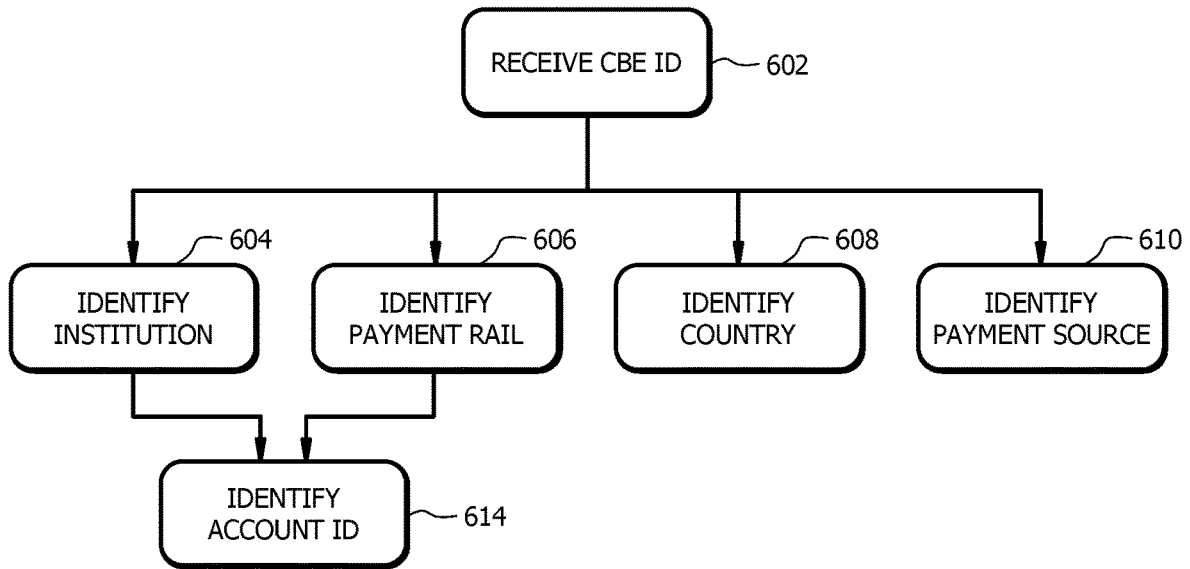 RECEIVE CBE ID
602
604
606
608
610
IDENTIFY
INSTITUTION
IDENTIFY
PAYMENT RAIL
IDENTIFY
COUNTRY
IDENTIFY
PAYMENT SOURCE
IDENTIFY
ACCOUNT ID
614